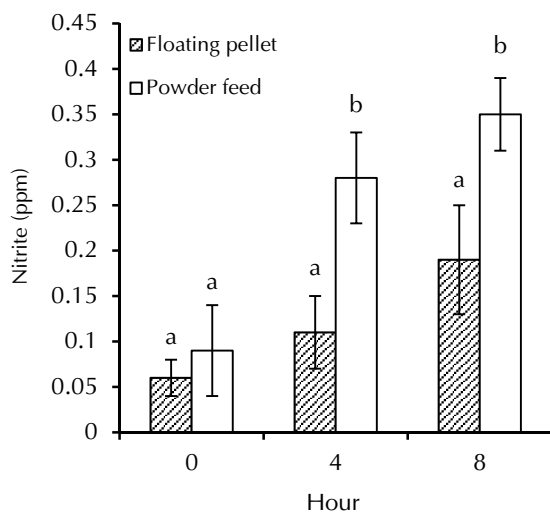 0.45
Floating pellet
Powder feed
0.4
0.35
0.3
0.25
0.2
0.15
0.1
0.05
0
Nitrite (ppm)
a
a
a
b
a
b
0
4
8
Hour